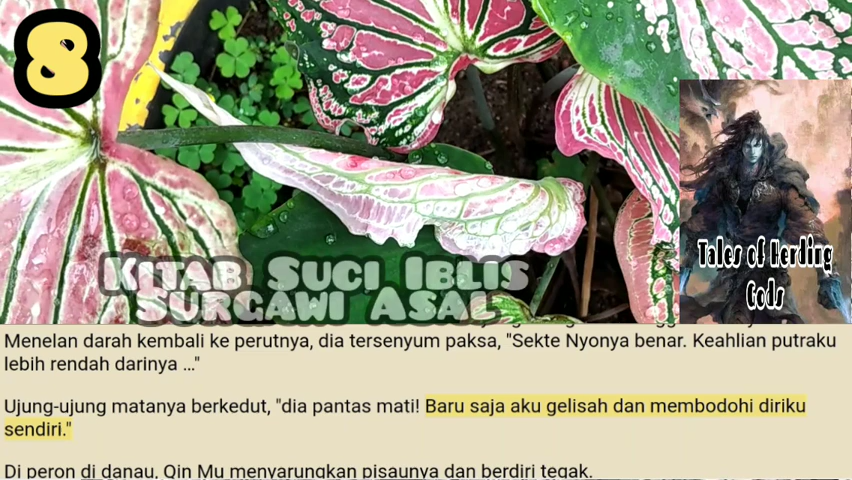 8
Tales of Herding
Gods
Kitab Suci Iblis
Surgawi Asal
Menelan darah kembali ke perutnya, dia tersenyum paksa, "Sekte Nyonya benar. Keahlian putraku
lebih rendah darinya ..."
Ujung-ujung matanya berkedut, "dia pantas mati! Baru saja aku gelisah dan membodohi diriku
sendiri."
Di peron di danau, Qin Mu menyarungkan pisaunya dan berdiri tegak.